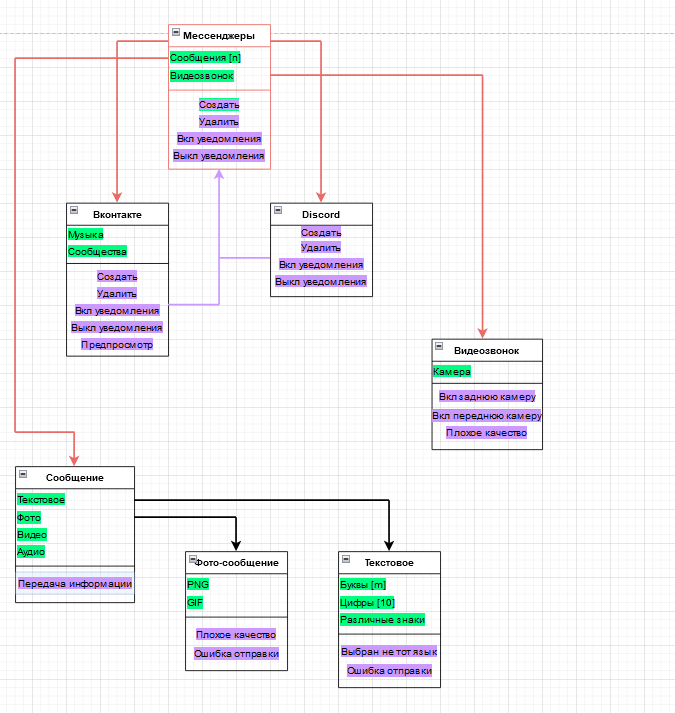 Мессенджеры
Сообщения [n]
Видеозвонок
Создать
Удалить
Вкл уведомления
Выкл уведомления
Вконтакте
Музыка
Сообщества
Создать
Удалить
Вкл уведомления
Выкл уведомления
Предпросмотр
Discord
Создать
Удалить
Вкл уведомления
Выкл уведомления
Видеозвонок
Камера
Вкл заднюю камеру
Вкл переднюю камеру
Плохое качество
Сообщение
Текстовое
Фото
Видео
Аудио
Передача информации
Фото-сообщение
PNG
GIF
Плохое качество
Ошибка отправки
Текстовое
Буквы [m]
Цифры [10]
Различные знаки
Выбран не тот язык
Ошибка отправки